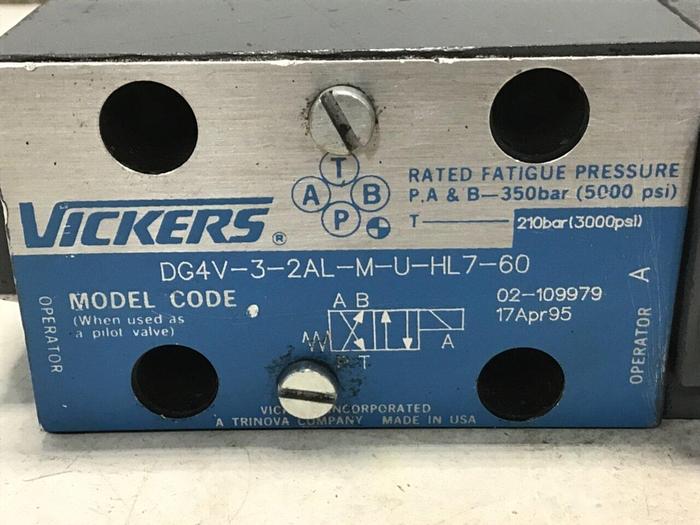 T
A B
P
RATED FATIGUE PRESSURE
P.A & B—350bar (5000 psi)
T 210bar(3000psi)
VICKERS ®
DG4V-3-2AL-M-U-HL7-60
MODEL CODE
(When used as
a pilot valve)
OPERATOR
A B
P T
A
02-109979
17Apr95
OPERATOR A
VICKERS INCORPORATED
A TRINOVA COMPANY MADE IN USA